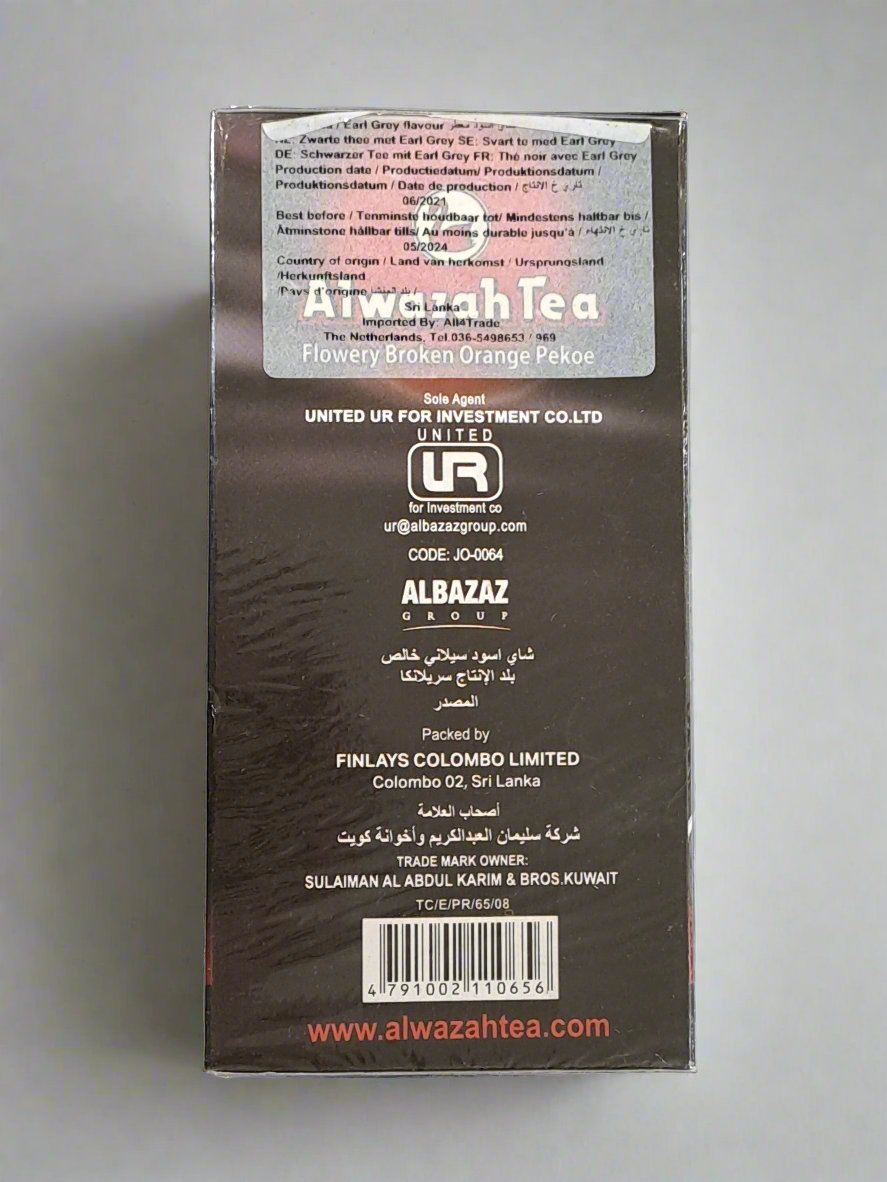 / Earl Grey flavour
Zwarte thee met Earl Grey SE: Svart te med Earl Grey
DE: Schwarzer Tee mit Earl Grey FR: Thé noir avec Earl Grey
Production date / Productiedatum/ Produktionsdatum /
Produktionsdatum / Date de production /
06/2021
Best before / Tenminste houdbaar tot/ Mindestens haltbar bis /
Åtminstone hållbar tills/ Au moins durable jusqu'à /
05/2024
Country of origin / Land van herkomst / Ursprungsland
/Herkunftsland
/Pays d'origine بلد المنشأ /
Alwazah Tea
Sri Lanka
Imported By: All4Trade
The Netherlands, Tel.036-5498653 / 969
Flowery Broken Orange Pekoe
Sole Agent
UNITED UR FOR INVESTMENT CO.LTD
UNITED
UR
for Investment co
ur@albazazgroup.com
CODE: JO-0064
ALBAZAZ
GROUP
شاي اسود سيلاني خالص
بلد الإنتاج سريلانكا
المصدر
Packed by
FINLAYS COLOMBO LIMITED
Colombo 02, Sri Lanka
أصحاب العلامة
شركة سليمان العبدالكريم وأخوانة كويت
TRADE MARK OWNER:
SULAIMAN AL ABDUL KARIM & BROS.KUWAIT
TC/E/PR/65/08
4 791002 110656
www.alwazahtea.com